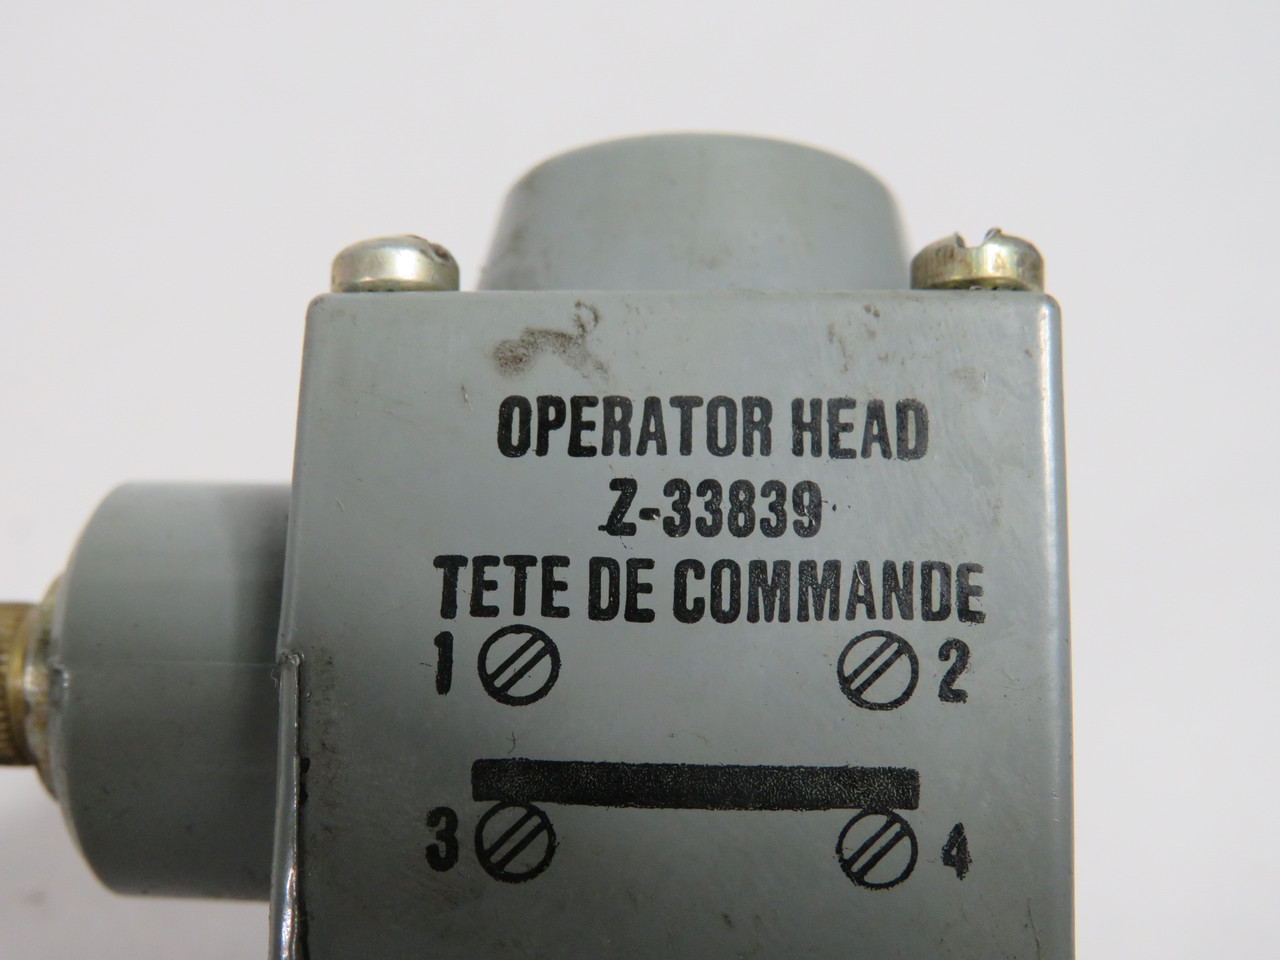 OPERATOR HEAD
Z-33839
TETE DE COMMANDE
1 2
3 4